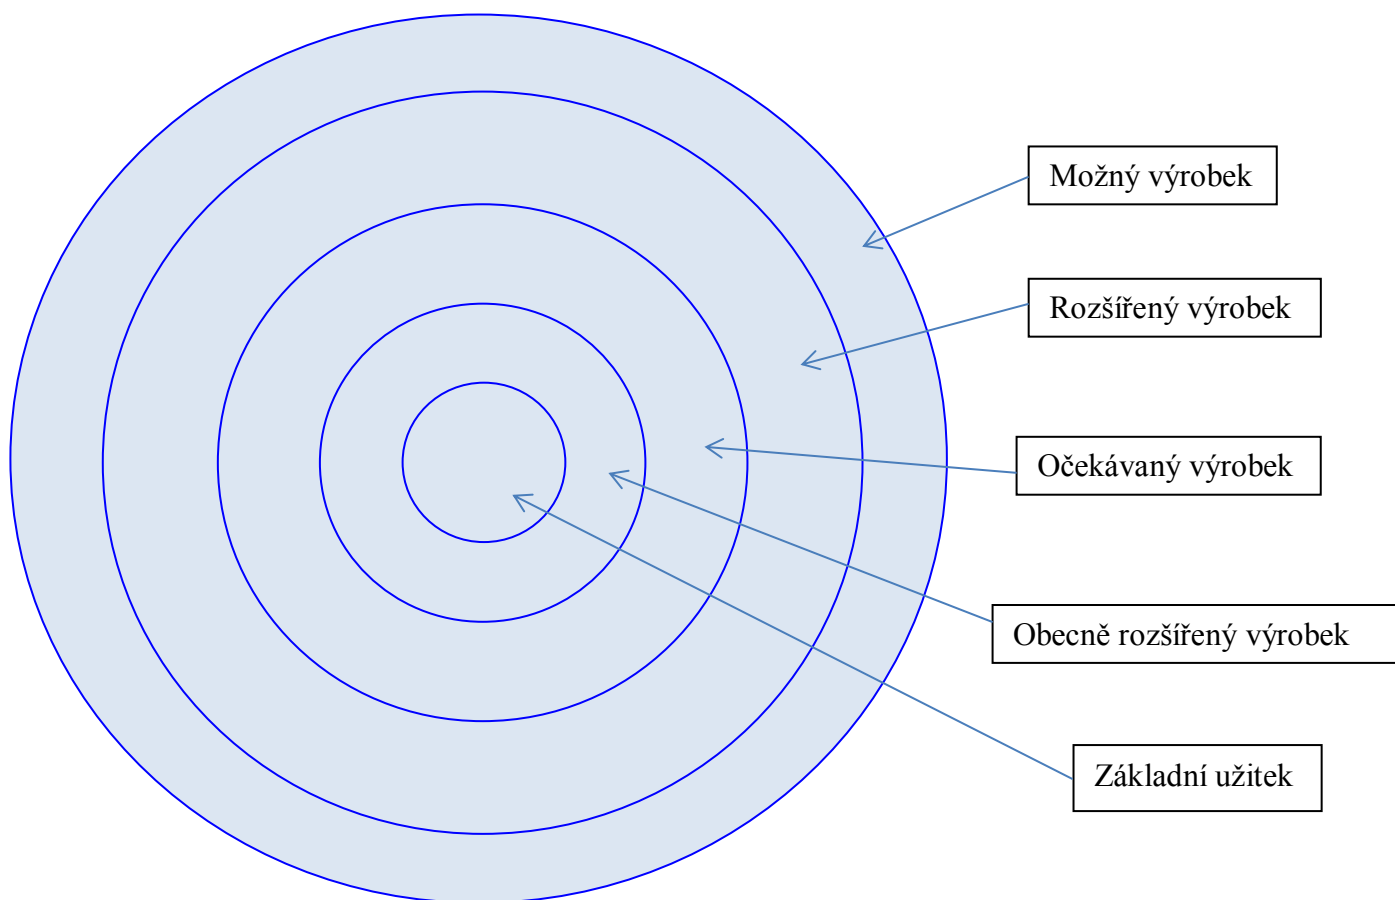 Možný výrobek
Rozšířený výrobek
Očekávaný výrobek
Obecně rozšířený výrobek
Základní užitek